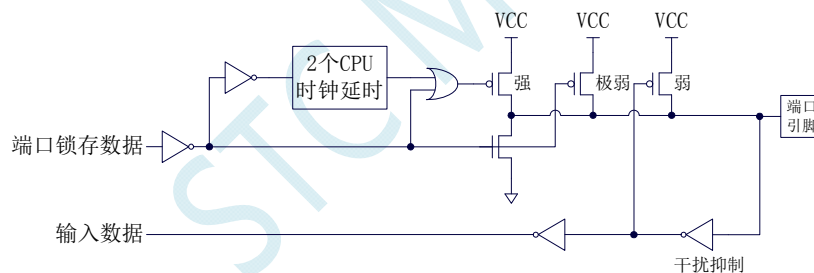 VCC
VCC
VCC
2个CPU
时钟延时
强
极弱
弱
端口
引脚
端口锁存数据
输入数据
干扰抑制
STCM